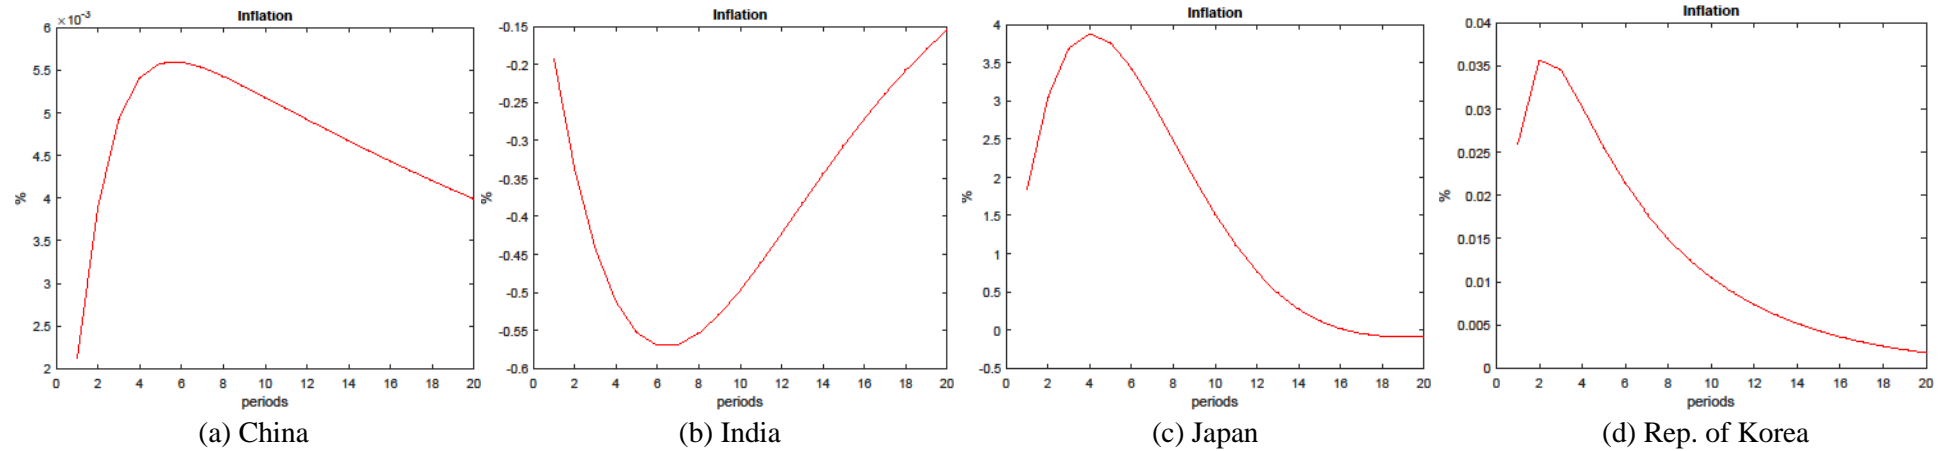 Inflation
×10⁻³
6
5.5
5
4.5
4
3.5
3
2.5
2
%
0 2 4 6 8 10 12 14 16 18 20
periods
(a) China
Inflation
-0.15
-0.2
-0.25
-0.3
-0.35
-0.4
-0.45
-0.5
-0.55
-0.6
%
0 2 4 6 8 10 12 14 16 18 20
periods
(b) India
Inflation
4
3.5
3
2.5
2
1.5
1
0.5
0
-0.5
%
0 2 4 6 8 10 12 14 16 18 20
periods
(c) Japan
Inflation
0.04
0.035
0.03
0.025
0.02
0.015
0.01
0.005
0
%
0 2 4 6 8 10 12 14 16 18 20
periods
(d) Rep. of Korea